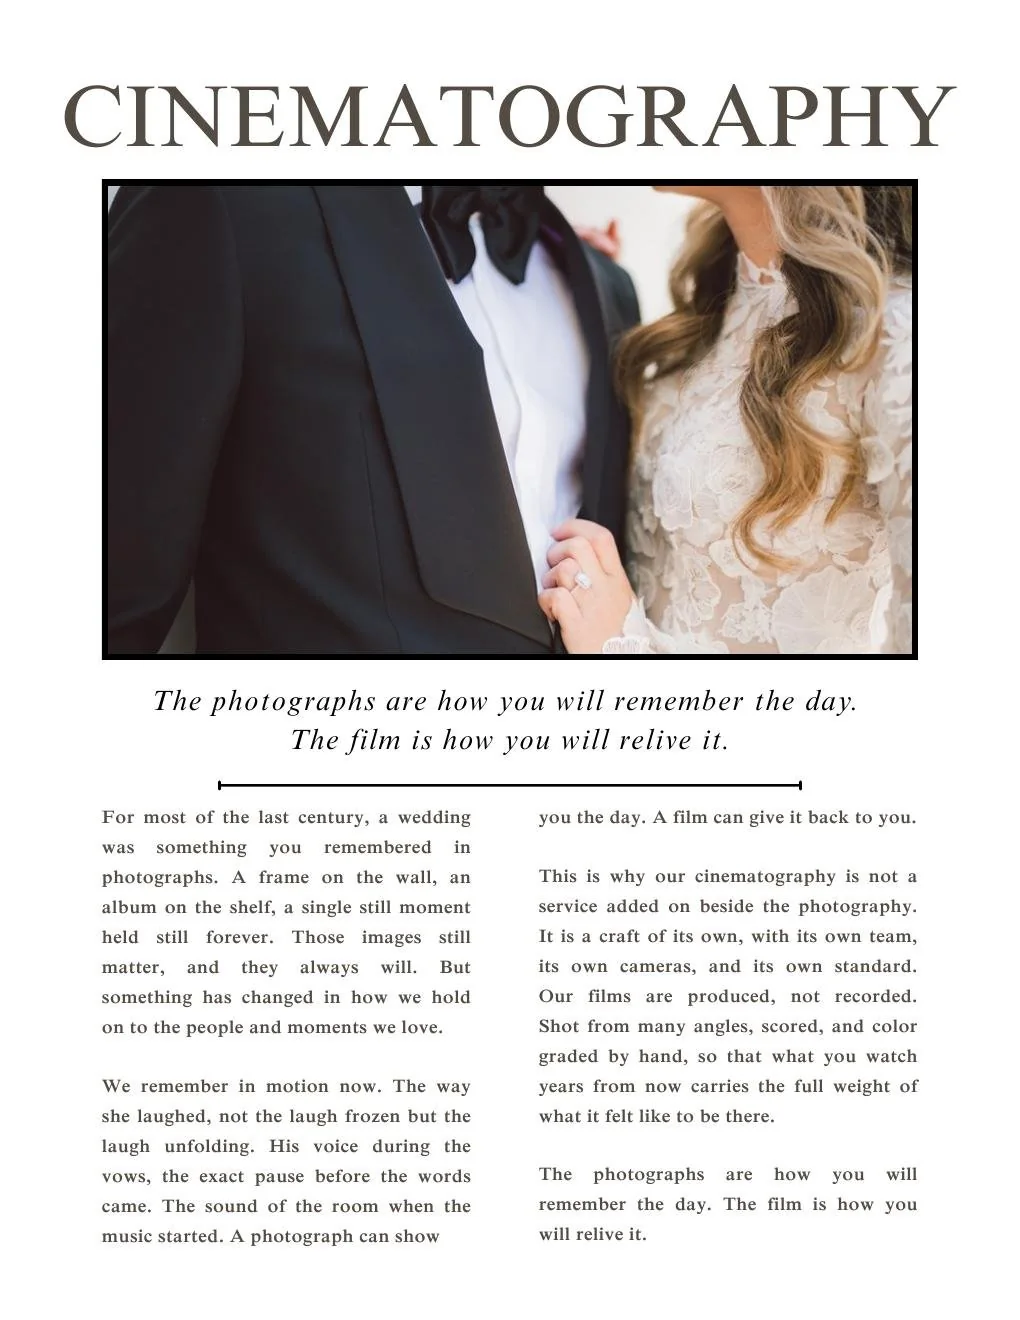 CINEMATOGRAPHY
The photographs are how you will remember the day.
The film is how you will relive it.
For most of the last century, a wedding
was something you remembered in
photographs. A frame on the wall, an
album on the shelf, a single still moment
held still forever. Those images still
matter, and they always will. But
something has changed in how we hold
on to the people and moments we love.
We remember in motion now. The way
she laughed, not the laugh frozen but the
laugh unfolding. His voice during the
vows, the exact pause before the words
came. The sound of the room when the
music started. A photograph can show
you the day. A film can give it back to you.
This is why our cinematography is not a
service added on beside the photography.
It is a craft of its own, with its own team,
its own cameras, and its own standard.
Our films are produced, not recorded.
Shot from many angles, scored, and color
graded by hand, so that what you watch
years from now carries the full weight of
what it felt like to be there.
The photographs are how you will
remember the day. The film is how you
will relive it.